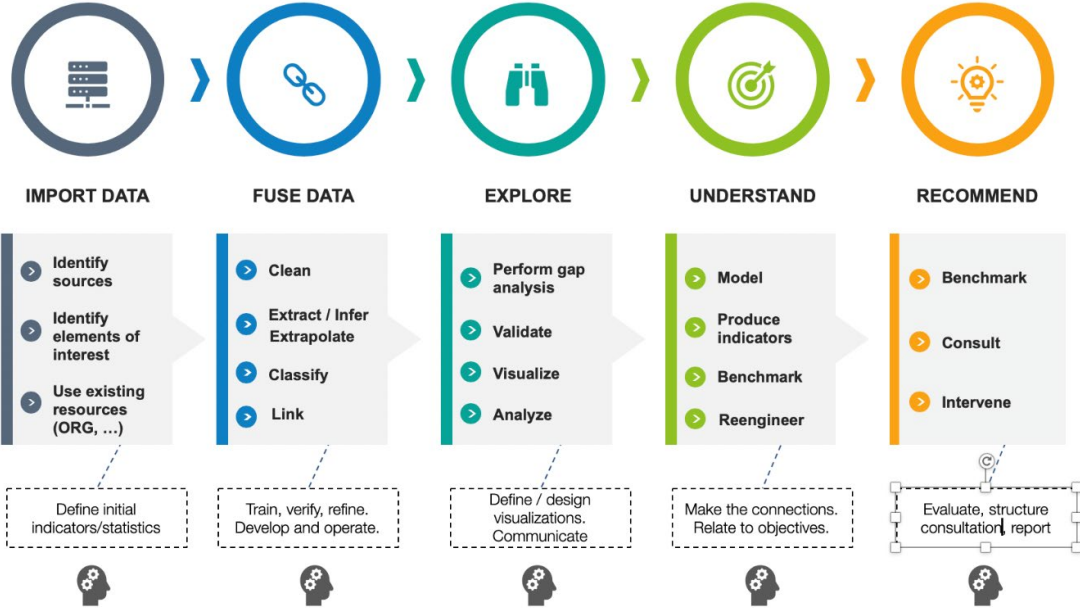 IMPORT DATA
FUSE DATA
EXPLORE
UNDERSTAND
RECOMMEND
Identify
sources
Identify
elements of
interest
Use existing
resources
(ORG, ...)
Clean
Extract / Infer
Extrapolate
Classify
Link
Perform gap
analysis
Validate
Visualize
Analyze
Model
Produce
indicators
Benchmark
Reengineer
Benchmark
Consult
Intervene
Define initial
indicators/statistics
Train, verify, refine.
Develop and operate.
Define / design
visualizations.
Communicate
Make the connections.
Relate to objectives.
Evaluate, structure
consultation, report